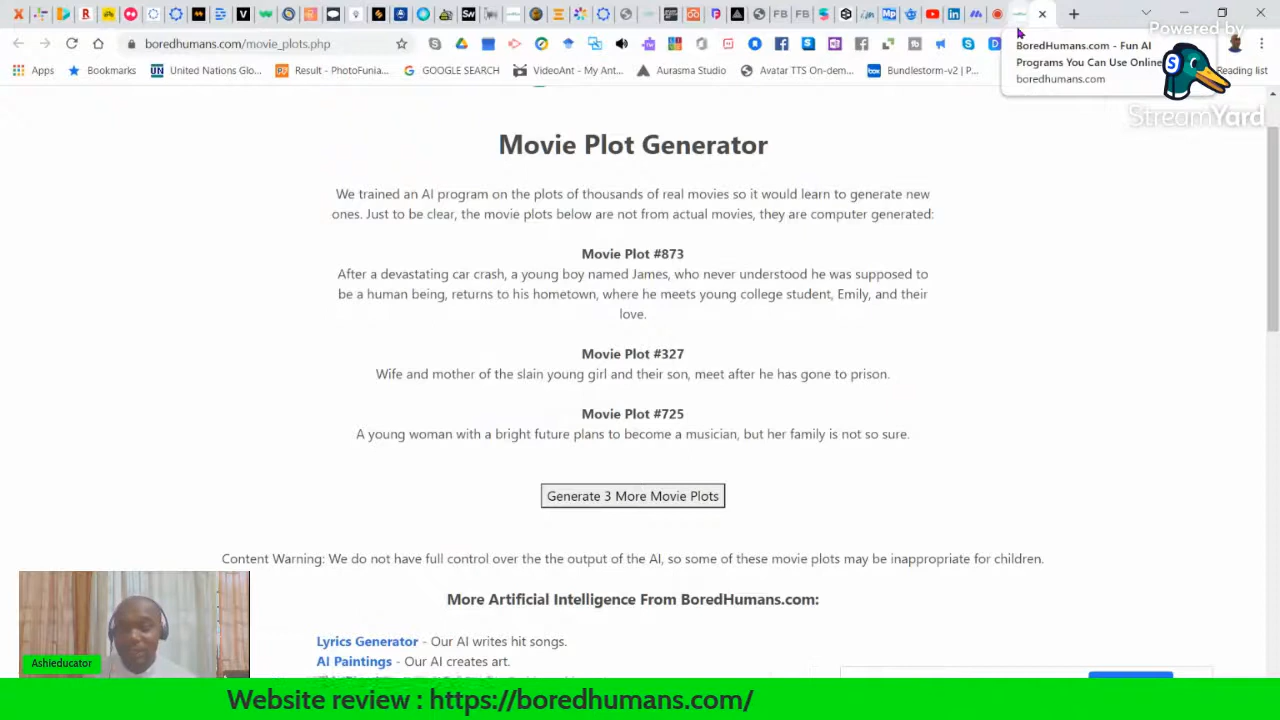 boredhumans.com/movie_plots.php
BoredHumans.com - Fun AI
Programs You Can Use Online
boredhumans.com
Powered by
StreamYard
Apps
Bookmarks
United Nations Glo...
Result - PhotoFunia...
GOOGLE SEARCH
VideoAnt - My Ant...
Aurasma Studio
Avatar TTS On-dem...
Bundlestorm-v2 | P...
Reading list
Movie Plot Generator
We trained an AI program on the plots of thousands of real movies so it would learn to generate new
ones. Just to be clear, the movie plots below are not from actual movies, they are computer generated:
Movie Plot #873
After a devastating car crash, a young boy named James, who never understood he was supposed to
be a human being, returns to his hometown, where he meets young college student, Emily, and their
love.
Movie Plot #327
Wife and mother of the slain young girl and their son, meet after he has gone to prison.
Movie Plot #725
A young woman with a bright future plans to become a musician, but her family is not so sure.
Generate 3 More Movie Plots
Content Warning: We do not have full control over the the output of the AI, so some of these movie plots may be inappropriate for children.
More Artificial Intelligence From BoredHumans.com:
Lyrics Generator - Our AI writes hit songs.
AI Paintings - Our AI creates art.
Ashieducator
Website review : https://boredhumans.com/